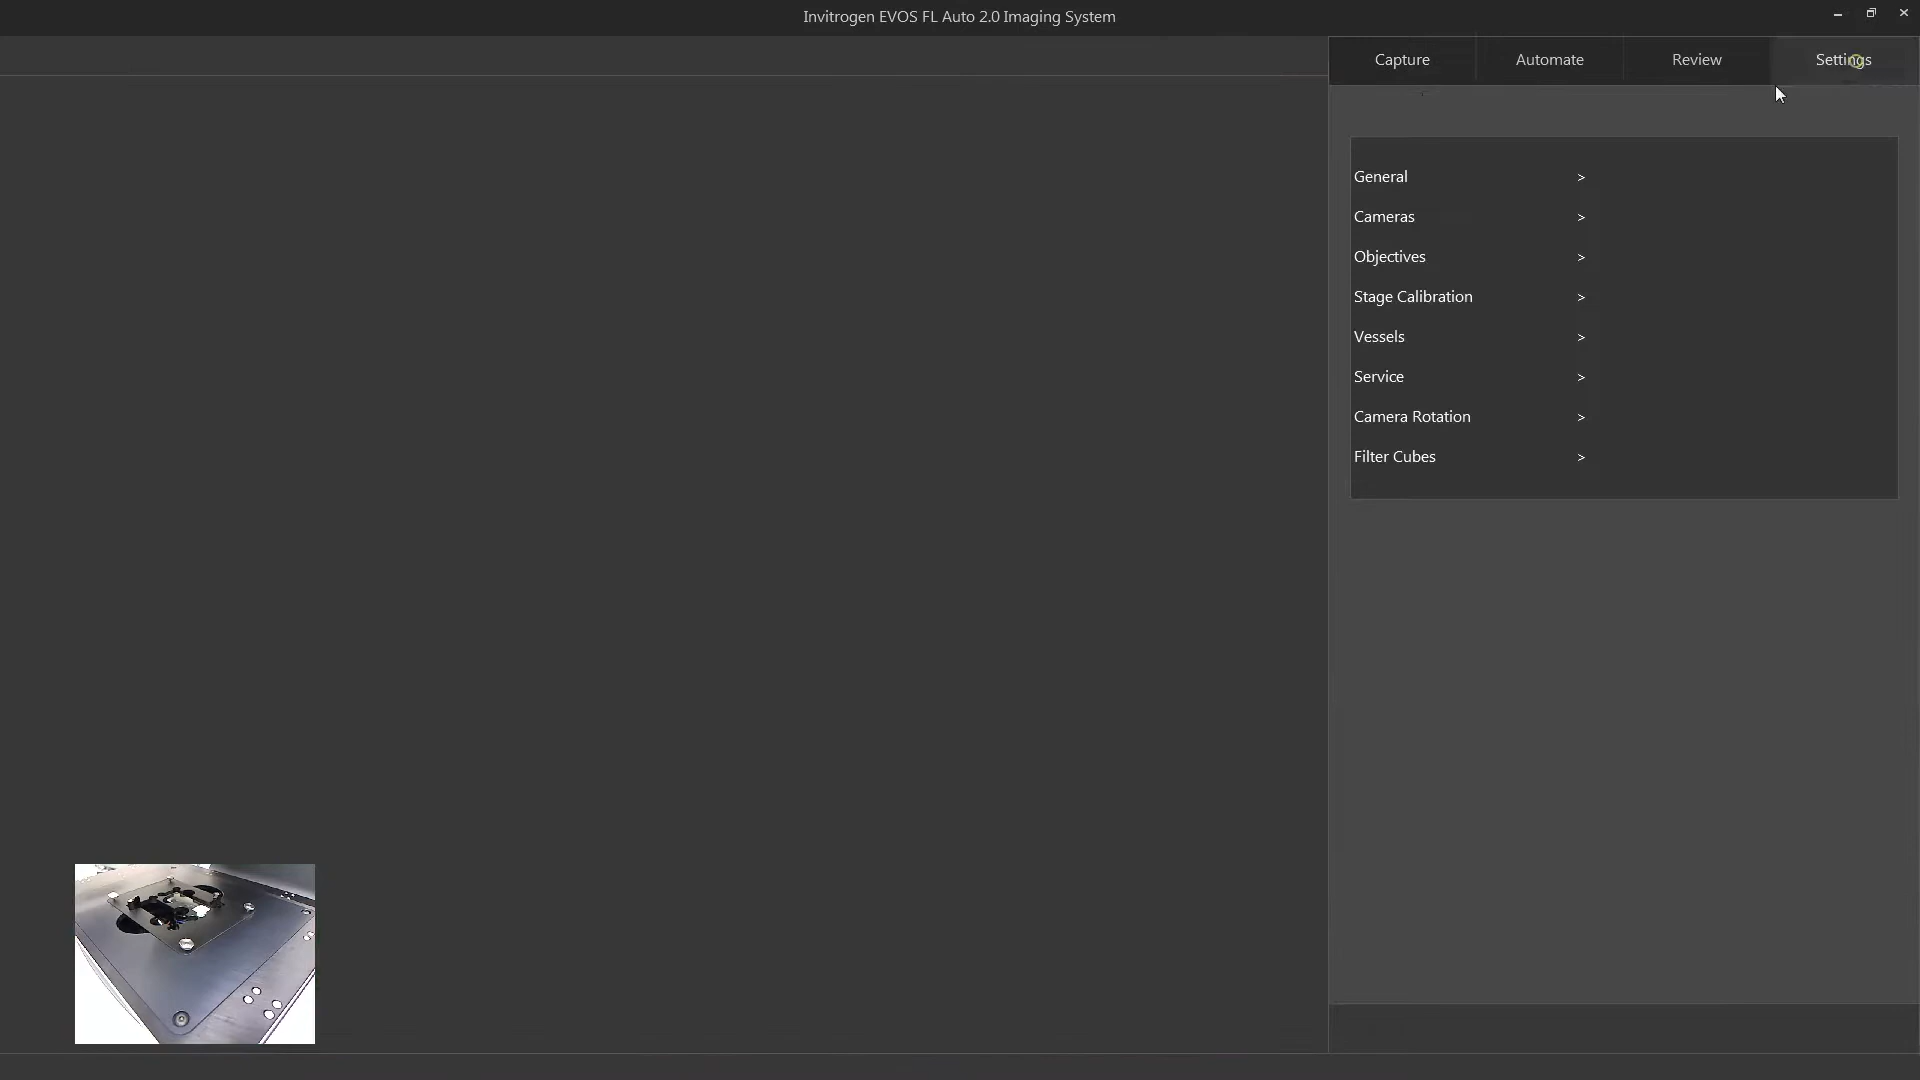 Invitrogen EVOS FL Auto 2.0 Imaging System
Capture Automate Review Settings
General >
Cameras >
Objectives >
Stage Calibration >
Vessels >
Service >
Camera Rotation >
Filter Cubes >